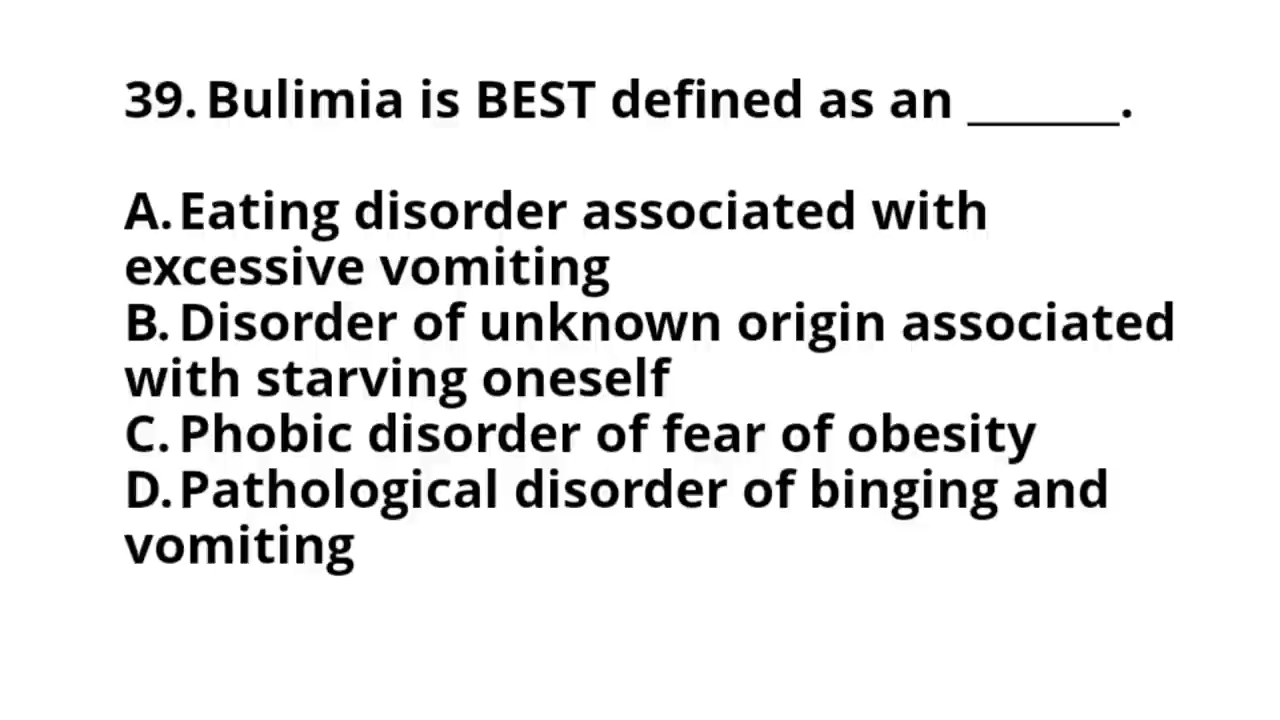 39. Bulimia is BEST defined as an ______.
A. Eating disorder associated with
excessive vomiting
B. Disorder of unknown origin associated
with starving oneself
C. Phobic disorder of fear of obesity
D. Pathological disorder of binging and
vomiting